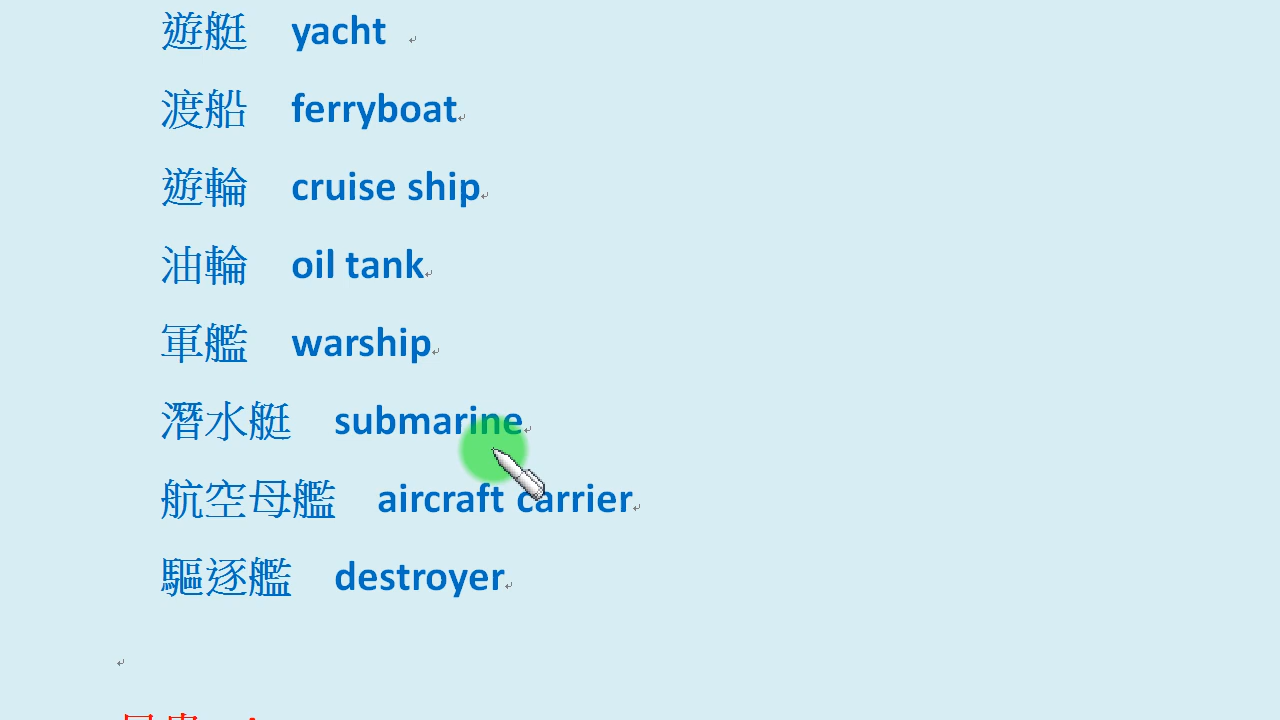 遊艇 yacht
渡船 ferryboat
遊輪 cruise ship
油輪 oil tank
軍艦 warship
潛水艇 submarine
航空母艦 aircraft carrier
驅逐艦 destroyer